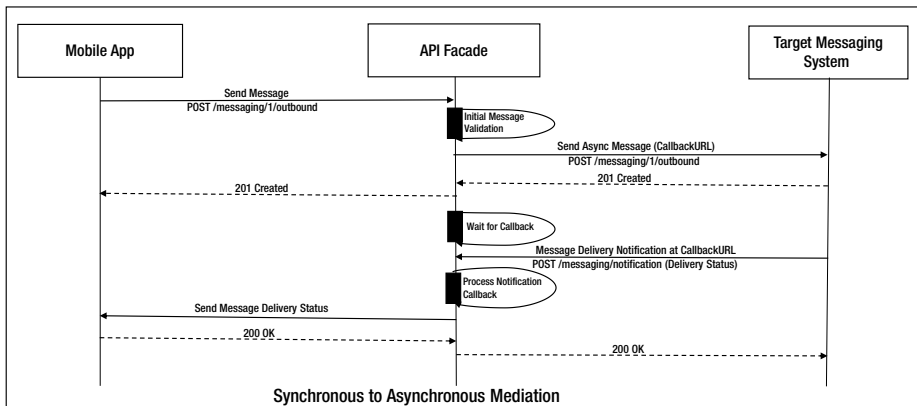 Mobile App
API Facade
Target Messaging
System
Send Message
POST /messaging/1/outbound
Initial Message
Validation
Send Async Message (CallbackURL)
POST /messaging/1/outbound
201 Created
201 Created
Wait for Callback
Message Delivery Notification at CallbackURL
POST /messaging/notification (Delivery Status)
Process Notification
Callback
Send Message Delivery Status
200 OK
200 OK
Synchronous to Asynchronous Mediation